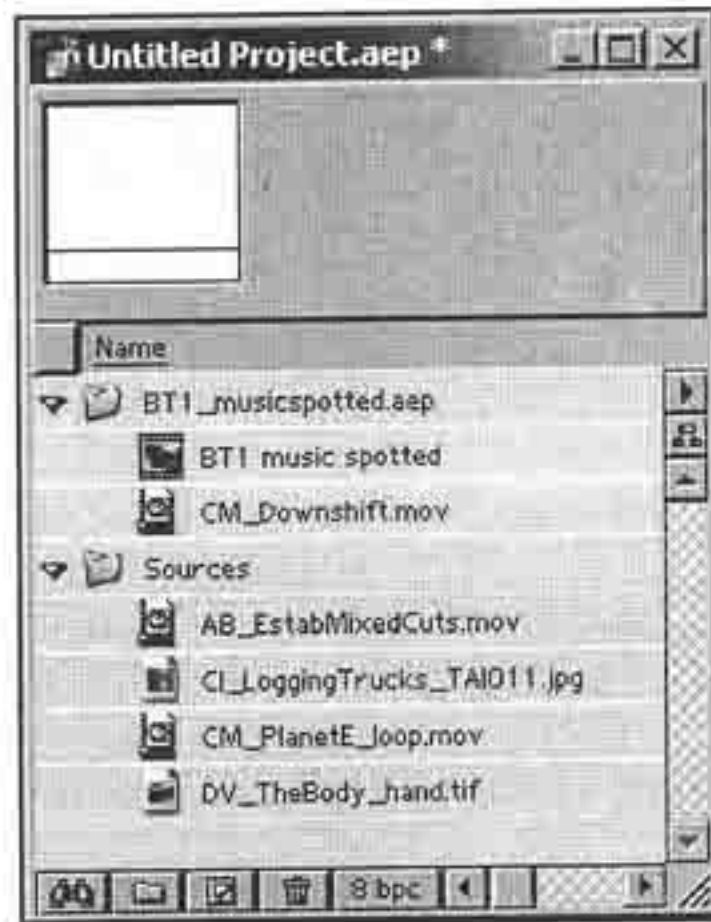 Untitled Project.aep *
Name
BT1_musicspotted.aep
BT1 music spotted
CM_Downshift.mov
Sources
AB_EstabMixedCuts.mov
CI_LoggingTrucks_TAI011.jpg
CM_PlanetE_loop.mov
DV_TheBody_hand.tif
8 bpc